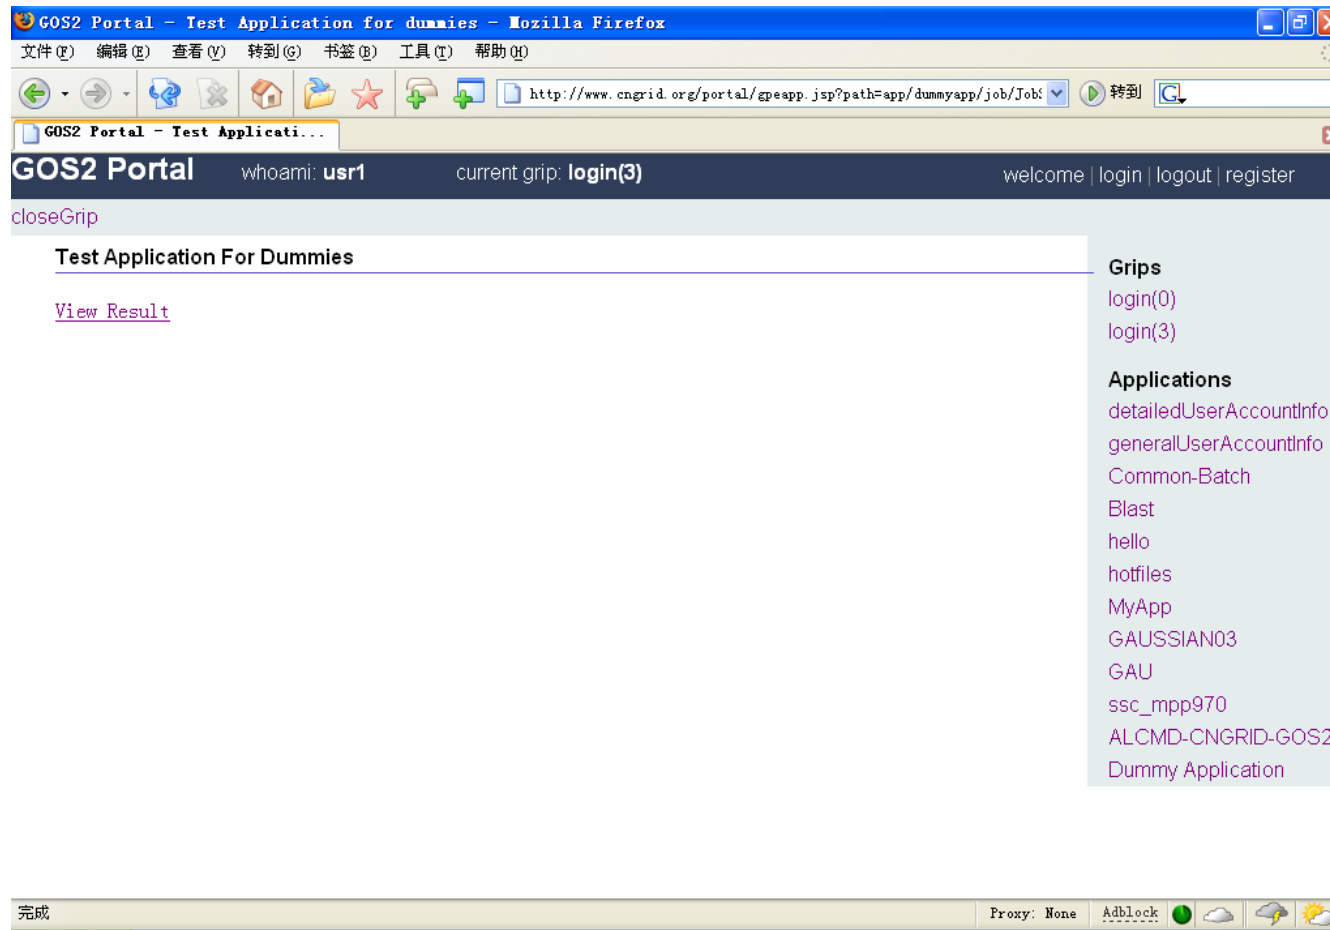 GOS2 Portal - Test Application for dummies - Mozilla Firefox
文件(F) 编辑(E) 查看(V) 转到(G) 书签(B) 工具(T) 帮助(H)
http://www.cngrid.org/portal/gpeapp.jsp?path=app/dummyapp/job/Job 转到 G
GOS2 Portal - Test Applicati...
GOS2 Portal whoami: usr1 current grip: login(3) welcome | login | logout | register
closeGrip
Test Application For Dummies
View Result
Grips
login(0)
login(3)
Applications
detailedUserAccountInfo
generalUserAccountInfo
Common-Batch
Blast
hello
hotfiles
MyApp
GAUSSIAN03
GAU
ssc_mpp970
ALCMD-CNGRID-GOS2
Dummy Application
完成 Proxy: None Adblock